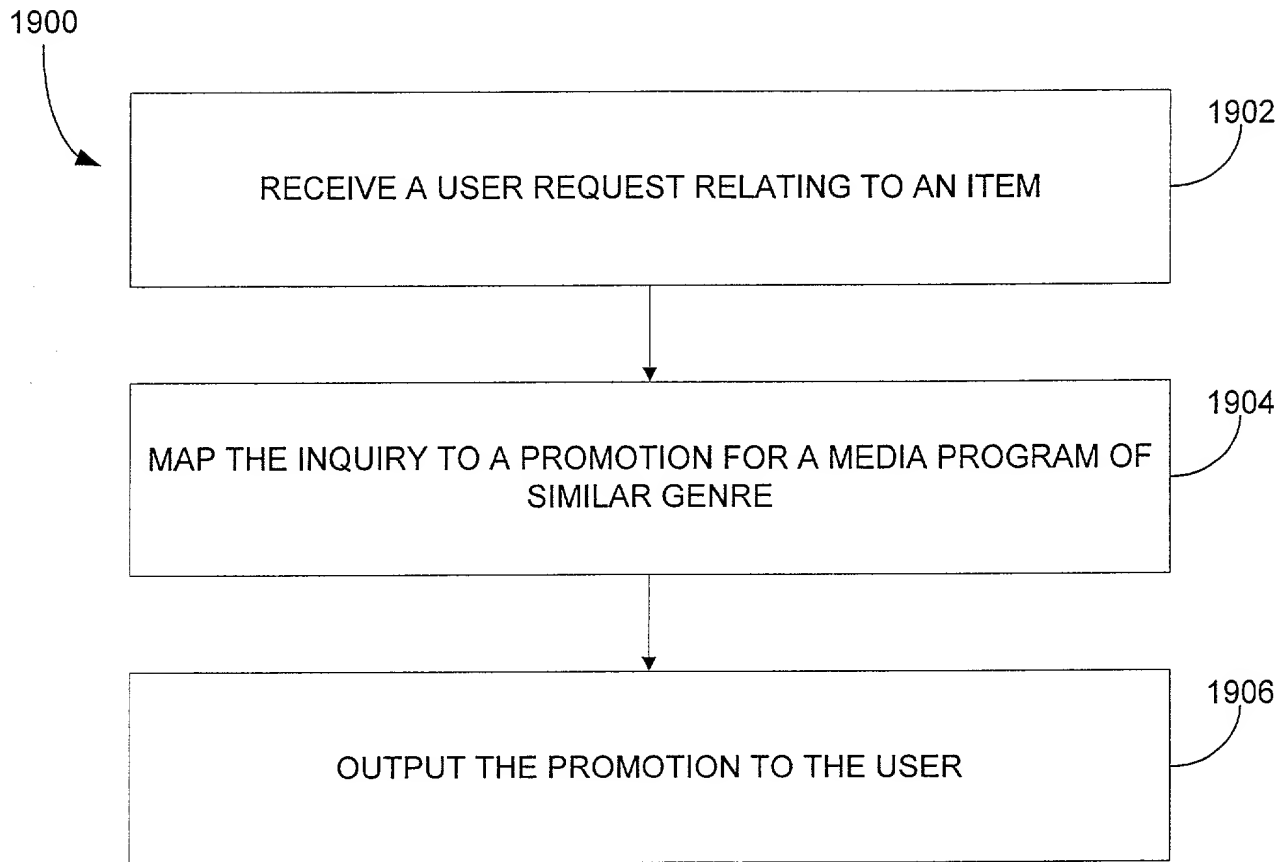 1900
1902
RECEIVE A USER REQUEST RELATING TO AN ITEM
1904
MAP THE INQUIRY TO A PROMOTION FOR A MEDIA PROGRAM OF
SIMILAR GENRE
1906
OUTPUT THE PROMOTION TO THE USER